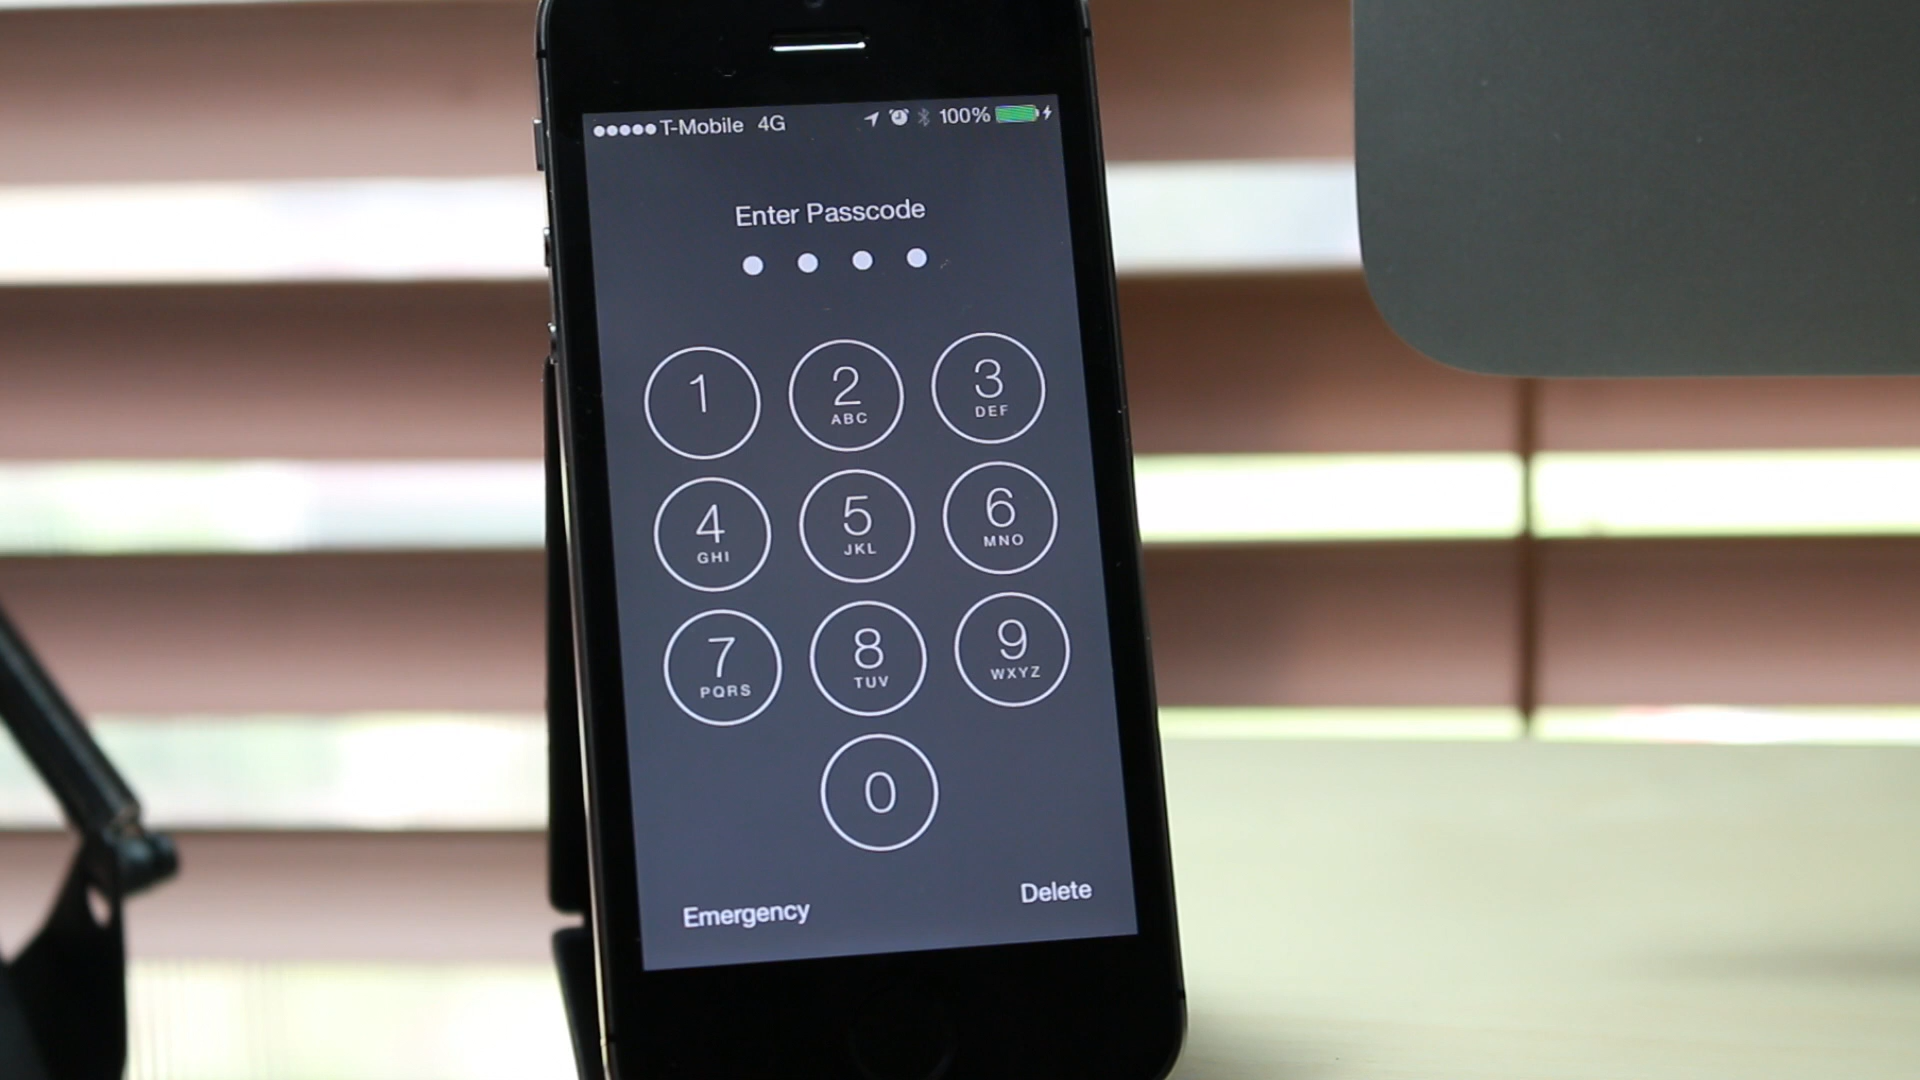 T-Mobile 4G 100%
Enter Passcode
1 2 3
ABC DEF
4 5 6
GHI JKL MNO
7 8 9
PQRS TUV WXYZ
0
Emergency Delete